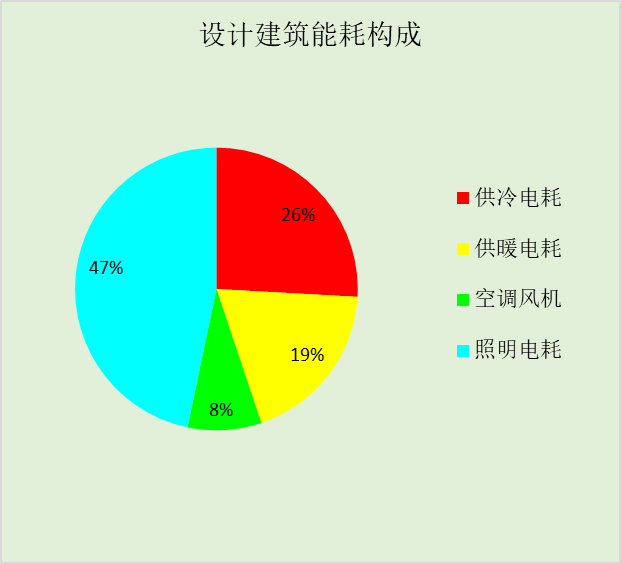 设计建筑能耗构成
26%
19%
8%
47%
供冷电耗
供暖电耗
空调风机
照明电耗